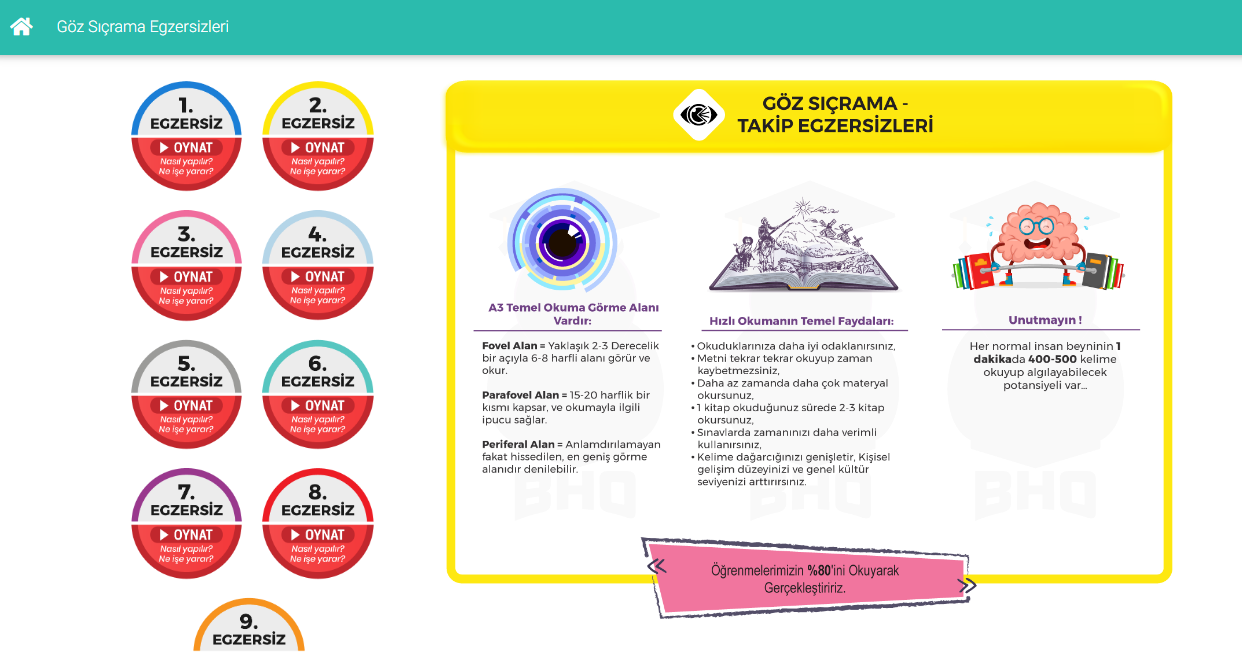 Göz Sıçrama Egzersizleri
1.
EGZERSİZ
OYNAT
Nasıl yapılır?
Ne işe yarar?
2.
EGZERSİZ
OYNAT
Nasıl yapılır?
Ne işe yarar?
3.
EGZERSİZ
OYNAT
Nasıl yapılır?
Ne işe yarar?
4.
EGZERSİZ
OYNAT
Nasıl yapılır?
Ne işe yarar?
5.
EGZERSİZ
OYNAT
Nasıl yapılır?
Ne işe yarar?
6.
EGZERSİZ
OYNAT
Nasıl yapılır?
Ne işe yarar?
7.
EGZERSİZ
OYNAT
Nasıl yapılır?
Ne işe yarar?
8.
EGZERSİZ
OYNAT
Nasıl yapılır?
Ne işe yarar?
9.
EGZERSİZ
GÖZ SIÇRAMA -
TAKİP EGZERSİZLERİ
A3 Temel Okuma Görme Alanı
Vardır:
Fovel Alan = Yaklaşık 2-3 Derecelik
bir açıyla 6-8 harfli alanı görür ve
okur.
Parafovel Alan = 15-20 harflik bir
kısmı kapsar, ve okumayla ilgili
ipucu sağlar.
Periferal Alan = Anlamdırılamayan
fakat hissedilen, en geniş görme
alanıdır denilebilir.
BHO
Hızlı Okumanın Temel Faydaları:
• Okuduklarınıza daha iyi odaklanırsınız,
• Metni tekrar tekrar okuyup zaman
kaybetmezsiniz,
• Daha az zamanda daha çok materyal
okursunuz,
• 1 kitap okuduğunuz sürede 2-3 kitap
okursunuz,
• Sınavlarda zamanınızı daha verimli
kullanırsınız,
• Kelime dağarcığınızı genişletir, Kişisel
gelişim düzeyinizi ve genel kültür
seviyenizi arttırırsınız.
BHO
Unutmayın !
Her normal insan beyninin 1
dakikada 400-500 kelime
okuyup algılayabilecek
potansiyeli var...
BHO
Öğrenmelerimizin %80'ini Okuyarak
Gerçekleştiririz.